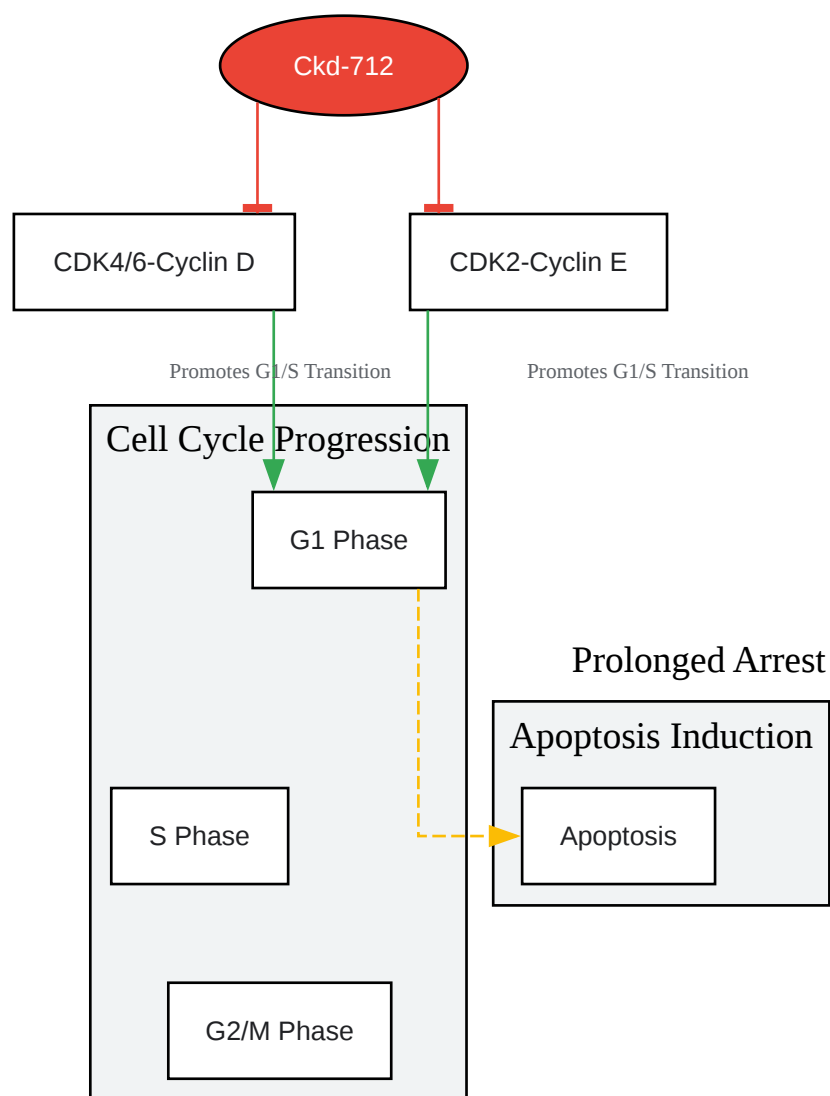 Ckd-712
CDK4/6-Cyclin D
CDK2-Cyclin E
Promotes G1/S Transition
Promotes G1/S Transition
Cell Cycle Progression
G1 Phase
Prolonged Arrest
Apoptosis Induction
S Phase
Apoptosis
G2/M Phase